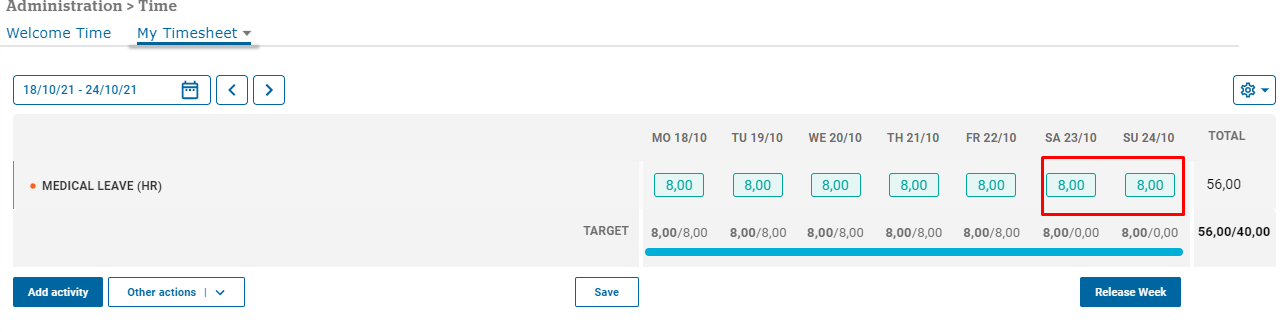 Administration > Time
Welcome Time My Timesheet
18/10/21 - 24/10/21
MO 18/10 TU 19/10 WE 20/10 TH 21/10 FR 22/10 SA 23/10 SU 24/10 TOTAL
MEDICAL LEAVE (HR) 8,00 8,00 8,00 8,00 8,00 8,00 8,00 56,00
TARGET 8,00/8,00 8,00/8,00 8,00/8,00 8,00/8,00 8,00/8,00 8,00/0,00 8,00/0,00 56,00/40,00
Add activity Other actions | Save Release Week